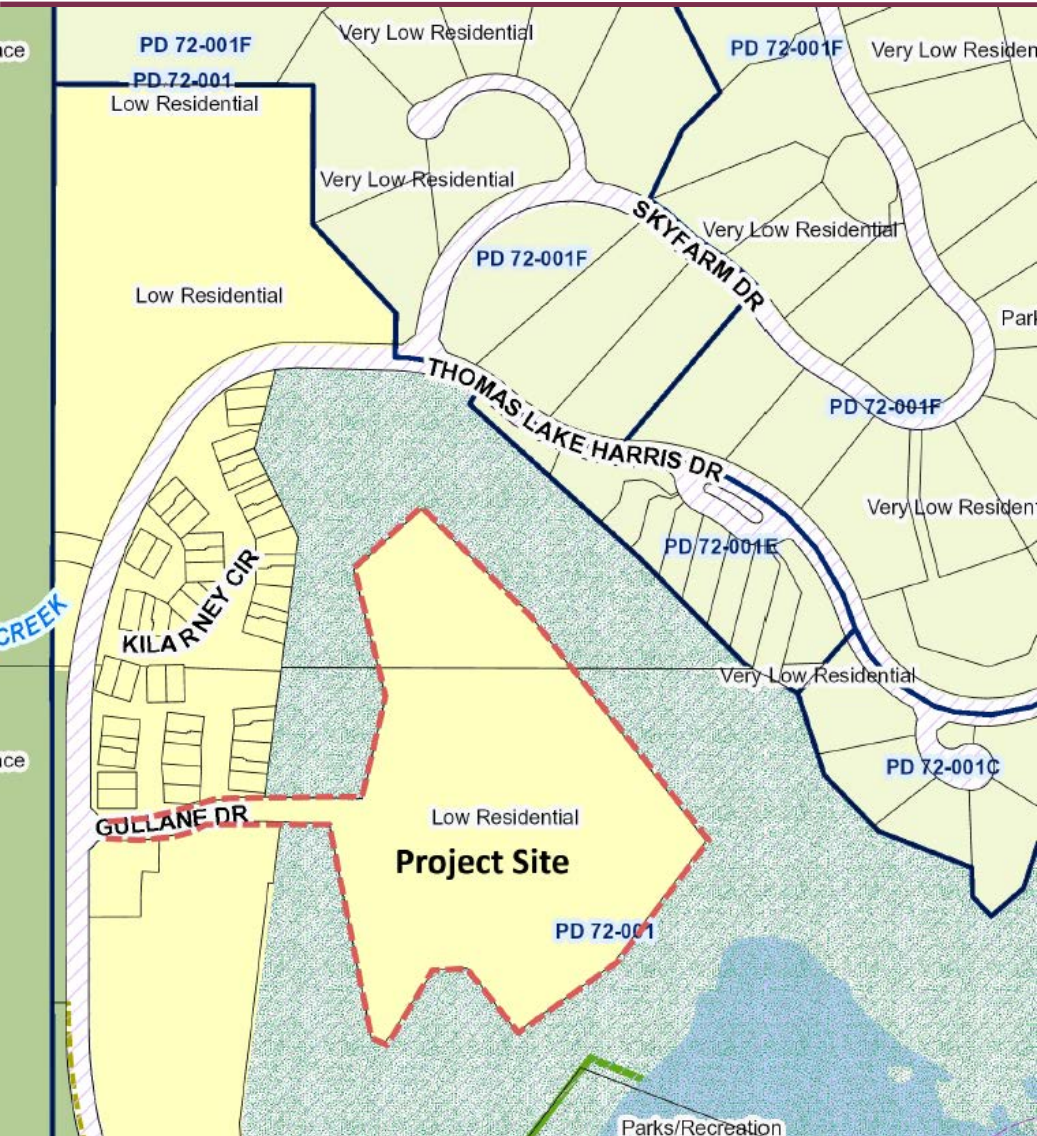 PD 72-001F
Very Low Residential
PD 72-001F
Very Low Residen
ace
PD 72-001
Low Residential
Very Low Residential
SKYFARM DR
Very Low Residential
PD 72-001F
Low Residential
Park
THOMAS LAKE HARRIS DR
PD 72-001F
Very Low Resident
PD 72-001E
KILARNEY CIR
CREEK
Very Low Residential
ace
PD 72-001C
GULLANE DR
Low Residential
Project Site
PD 72-001
Parks/Recreation